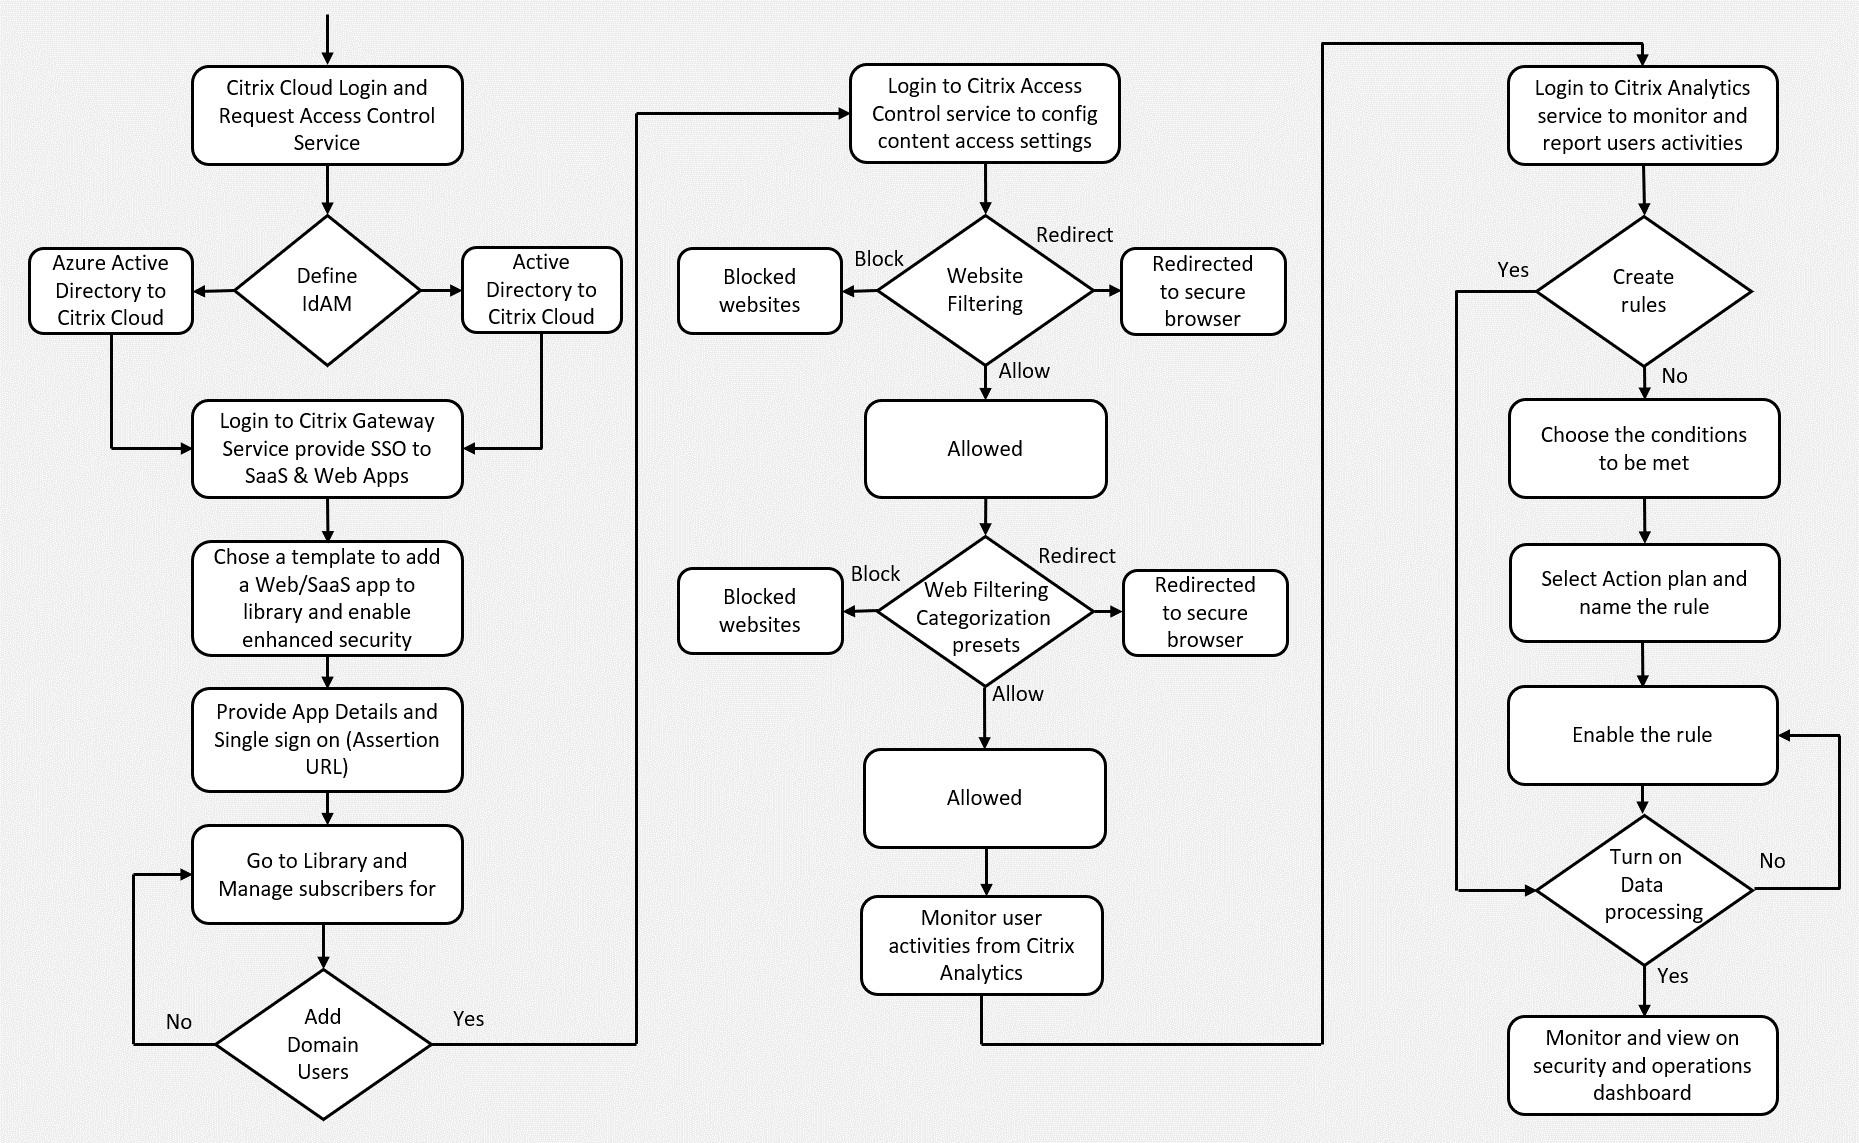 Citrix Cloud Login and
Request Access Control
Service
Define
IdAM
Azure Active
Directory to
Citrix Cloud
Active
Directory to
Citrix Cloud
Login to Citrix Gateway
Service provide SSO to
SaaS & Web Apps
Chose a template to add
a Web/SaaS app to
library and enable
enhanced security
Provide App Details and
Single sign on (Assertion
URL)
Go to Library and
Manage subscribers for
Add
Domain
Users
No
Yes
Login to Citrix Access
Control service to config
content access settings
Website
Filtering
Block
Redirect
Blocked
websites
Redirected
to secure
browser
Allow
Allowed
Web Filtering
Categorization
presets
Block
Redirect
Blocked
websites
Redirected
to secure
browser
Allow
Allowed
Monitor user
activities from Citrix
Analytics
Login to Citrix Analytics
service to monitor and
report users activities
Create
rules
Yes
No
Choose the conditions
to be met
Select Action plan and
name the rule
Enable the rule
Turn on
Data
processing
No
Yes
Monitor and view on
security and operations
dashboard